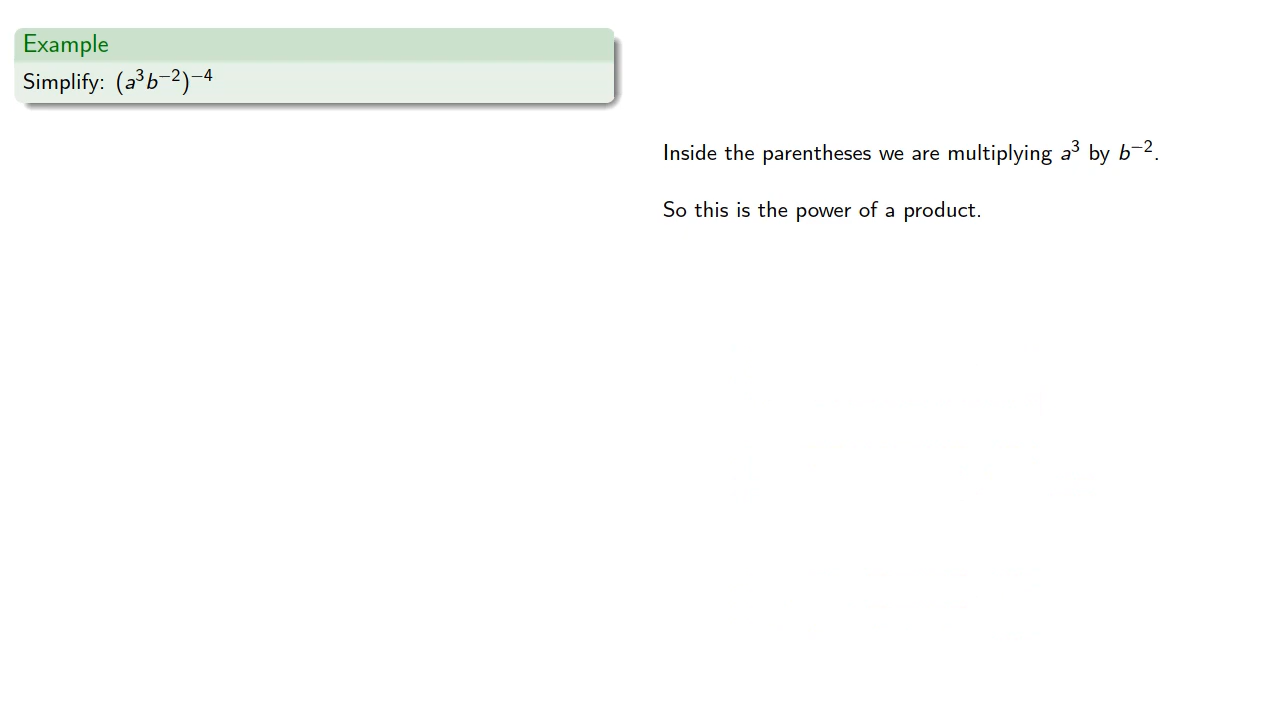 Example
Simplify: (a³b⁻²)⁻⁴
Inside the parentheses we are multiplying a³ by b⁻².
So this is the power of a product.